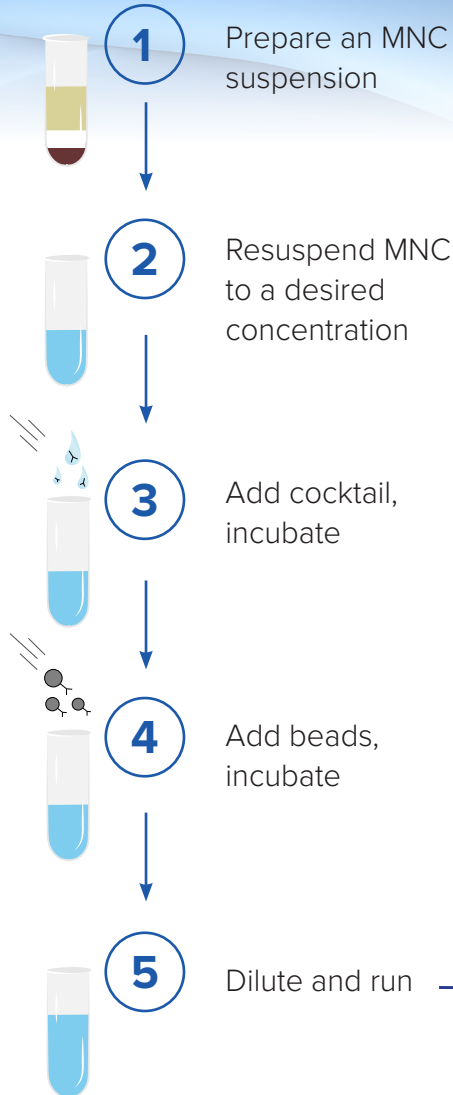 1
Prepare an MNC
suspension
2
Resuspend MNC
to a desired
concentration
3
Add cocktail,
incubate
4
Add beads,
incubate
5
Dilute and run